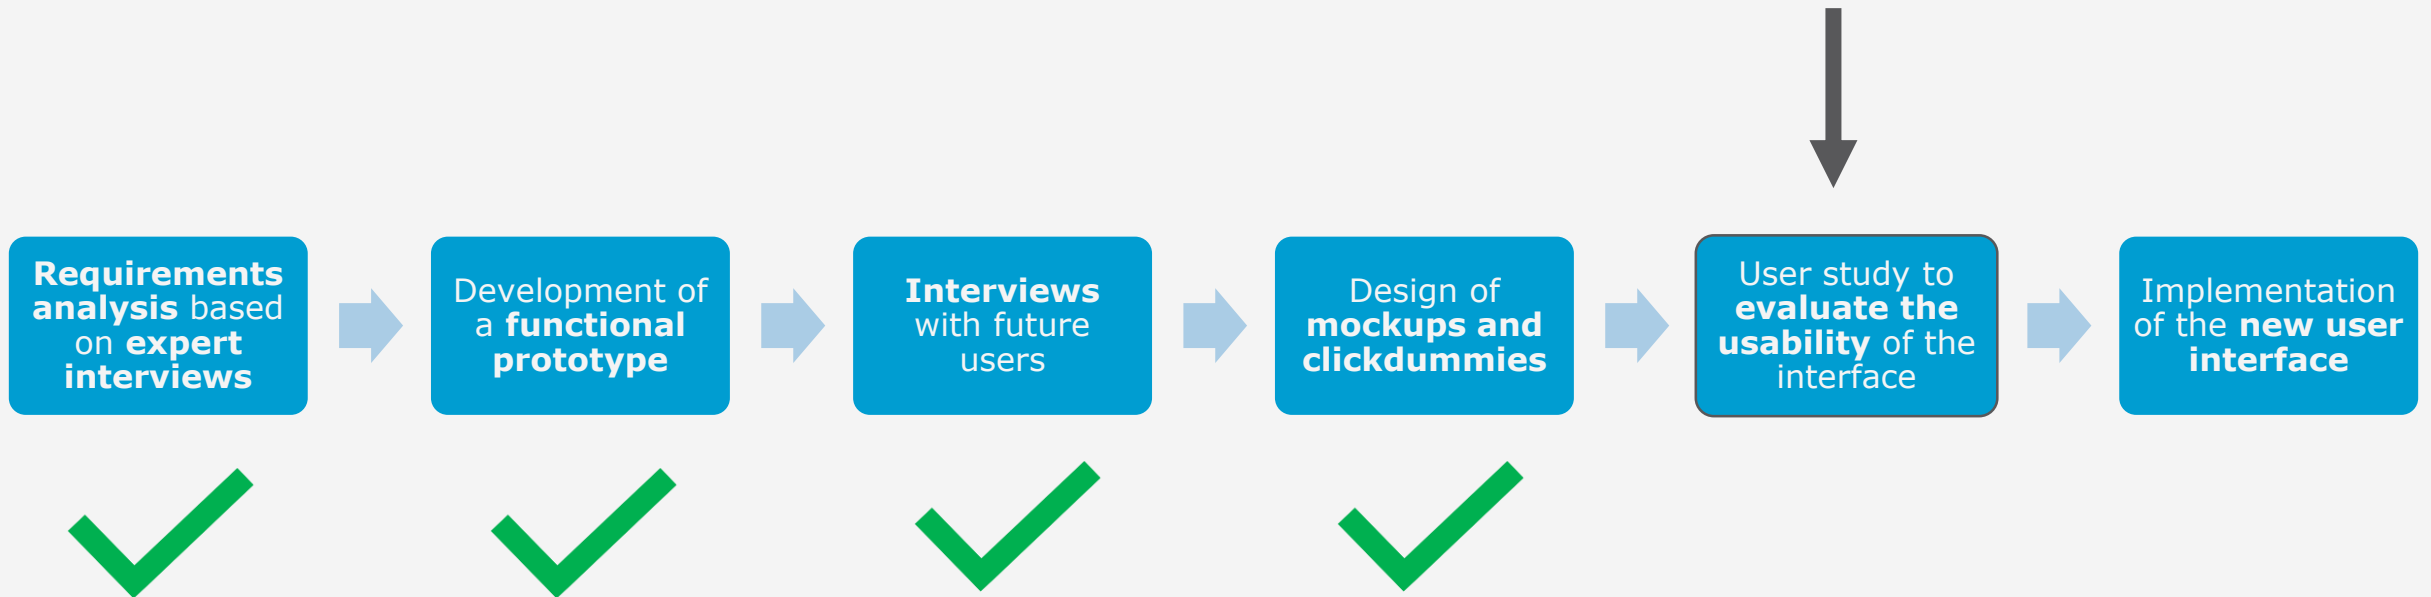 Requirements
analysis based
on expert
interviews
Development of
a functional
prototype
Interviews
with future
users
Design of
mockups and
clickdummies
User study to
evaluate the
usability of the
interface
Implementation
of the new user
interface